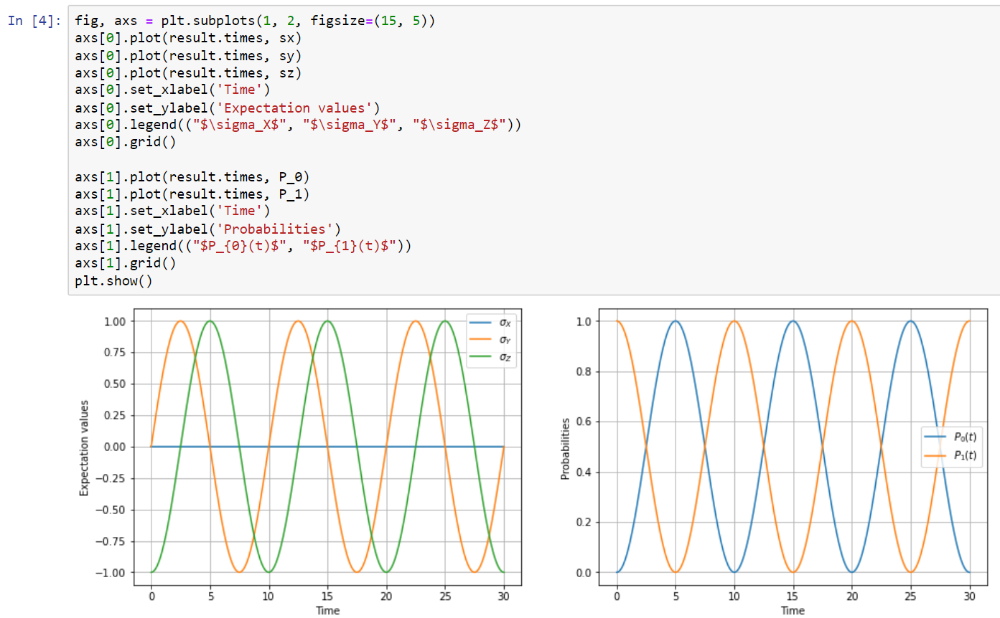 In [4]:
fig, axs = plt.subplots(1, 2, figsize=(15, 5))
axs[0].plot(result.times, sx)
axs[0].plot(result.times, sy)
axs[0].plot(result.times, sz)
axs[0].set_xlabel('Time')
axs[0].set_ylabel('Expectation values')
axs[0].legend(("$\sigma_X$", "$\sigma_Y$", "$\sigma_Z$"))
axs[0].grid()
axs[1].plot(result.times, P_0)
axs[1].plot(result.times, P_1)
axs[1].set_xlabel('Time')
axs[1].set_ylabel('Probabilities')
axs[1].legend(("$P_{0}(t)$", "$P_{1}(t)$"))
axs[1].grid()
plt.show()
Expectation values
1.00
0.75
0.50
0.25
0.00
−0.25
−0.50
−0.75
−1.00
σX
σY
σZ
0 5 10 15 20 25 30
Time
Probabilities
1.0
0.8
0.6
0.4
0.2
0.0
P₀(t)
P₁(t)
0 5 10 15 20 25 30
Time